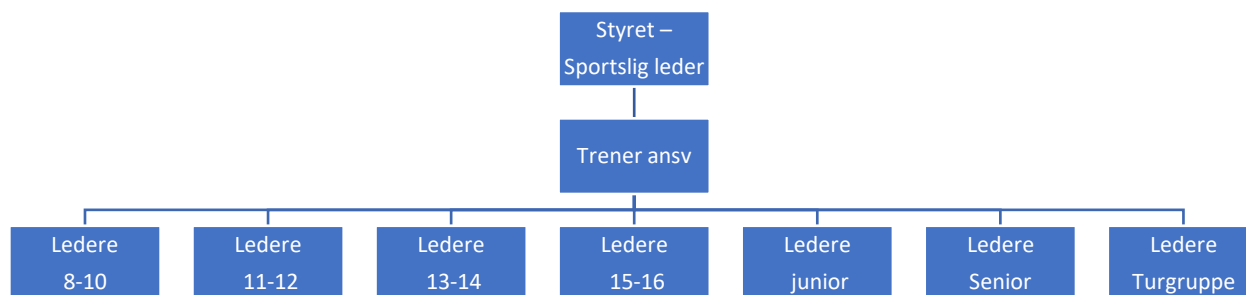 Styret –
Sportslig leder
Trener ansv
Ledere
8-10
Ledere
11-12
Ledere
13-14
Ledere
15-16
Ledere
junior
Ledere
Senior
Ledere
Turgruppe